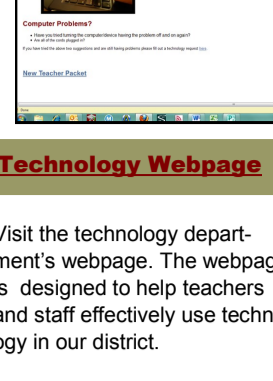 Computer Problems?
Have you tried turning the computer/device having the problem off and on again?
Are all of the cords plugged in?
If you have tried the above two suggestions and are still having problems please fill out a technology request here.
New Teacher Packet
Technology Webpage
Visit the technology depart-
ment's webpage. The webpag
s designed to help teachers
and staff effectively use techn
ogy in our district.